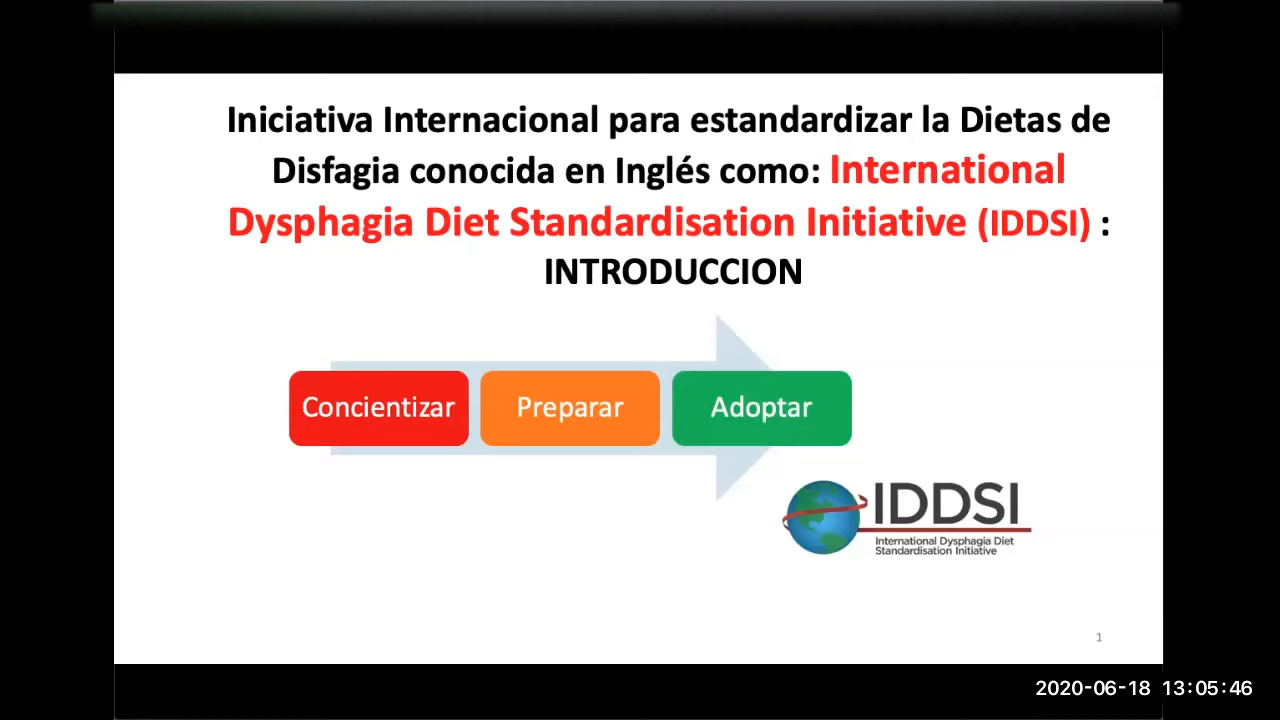 Iniciativa Internacional para estandardizar la Dietas de
Disfagia conocida en Inglés como: International
Dysphagia Diet Standardisation Initiative (IDDSI) :
INTRODUCCION
Concientizar
Preparar
Adoptar
IDDSI
International Dysphagia Diet
Standardisation Initiative
1
2020-06-18 13:05:46